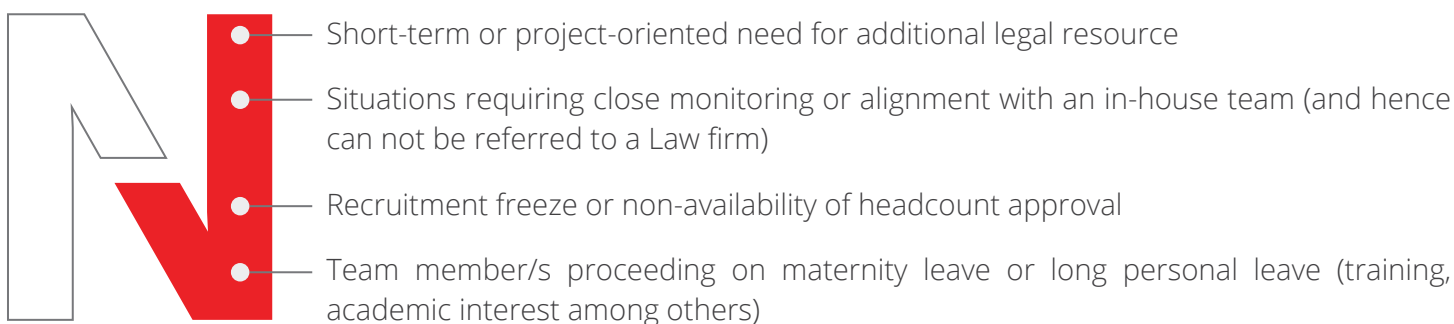 Short-term or project-oriented need for additional legal resource
Situations requiring close monitoring or alignment with an in-house team (and hence
can not be referred to a Law firm)
Recruitment freeze or non-availability of headcount approval
Team member/s proceeding on maternity leave or long personal leave (training,
academic interest among others)